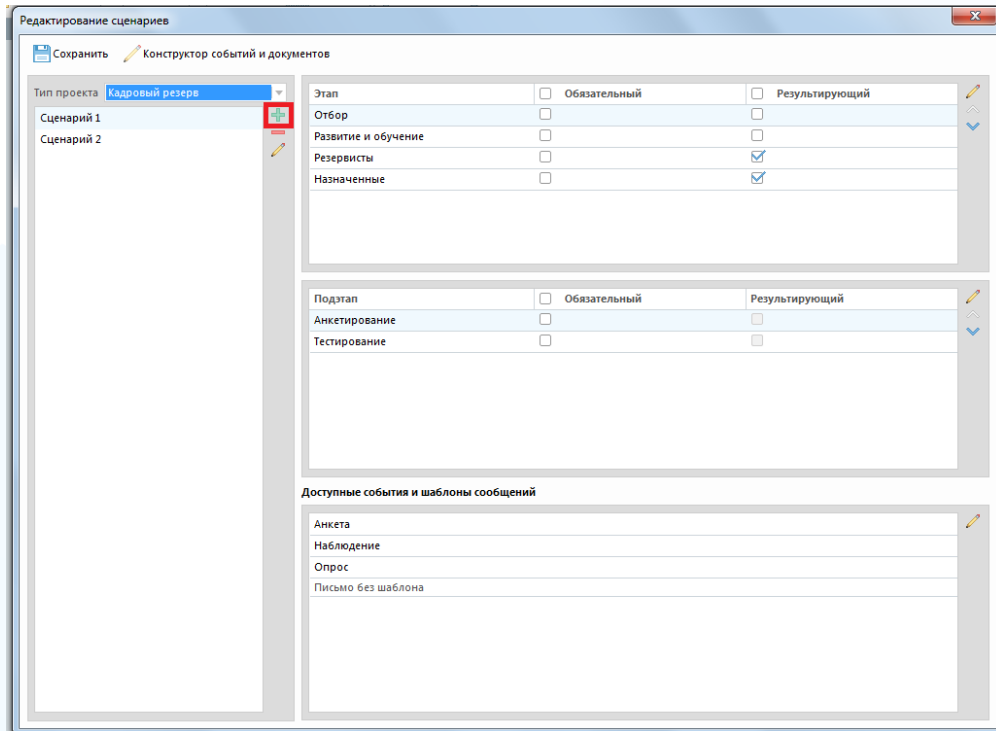 Редактирование сценариев
Сохранить Конструктор событий и документов
Тип проекта Кадровый резерв
Сценарий 1
Сценарий 2
Этап Обязательный Результирующий
Отбор
Развитие и обучение
Резервисты
Назначенные
Подэтап Обязательный Результирующий
Анкетирование
Тестирование
Доступные события и шаблоны сообщений
Анкета
Наблюдение
Опрос
Письмо без шаблона